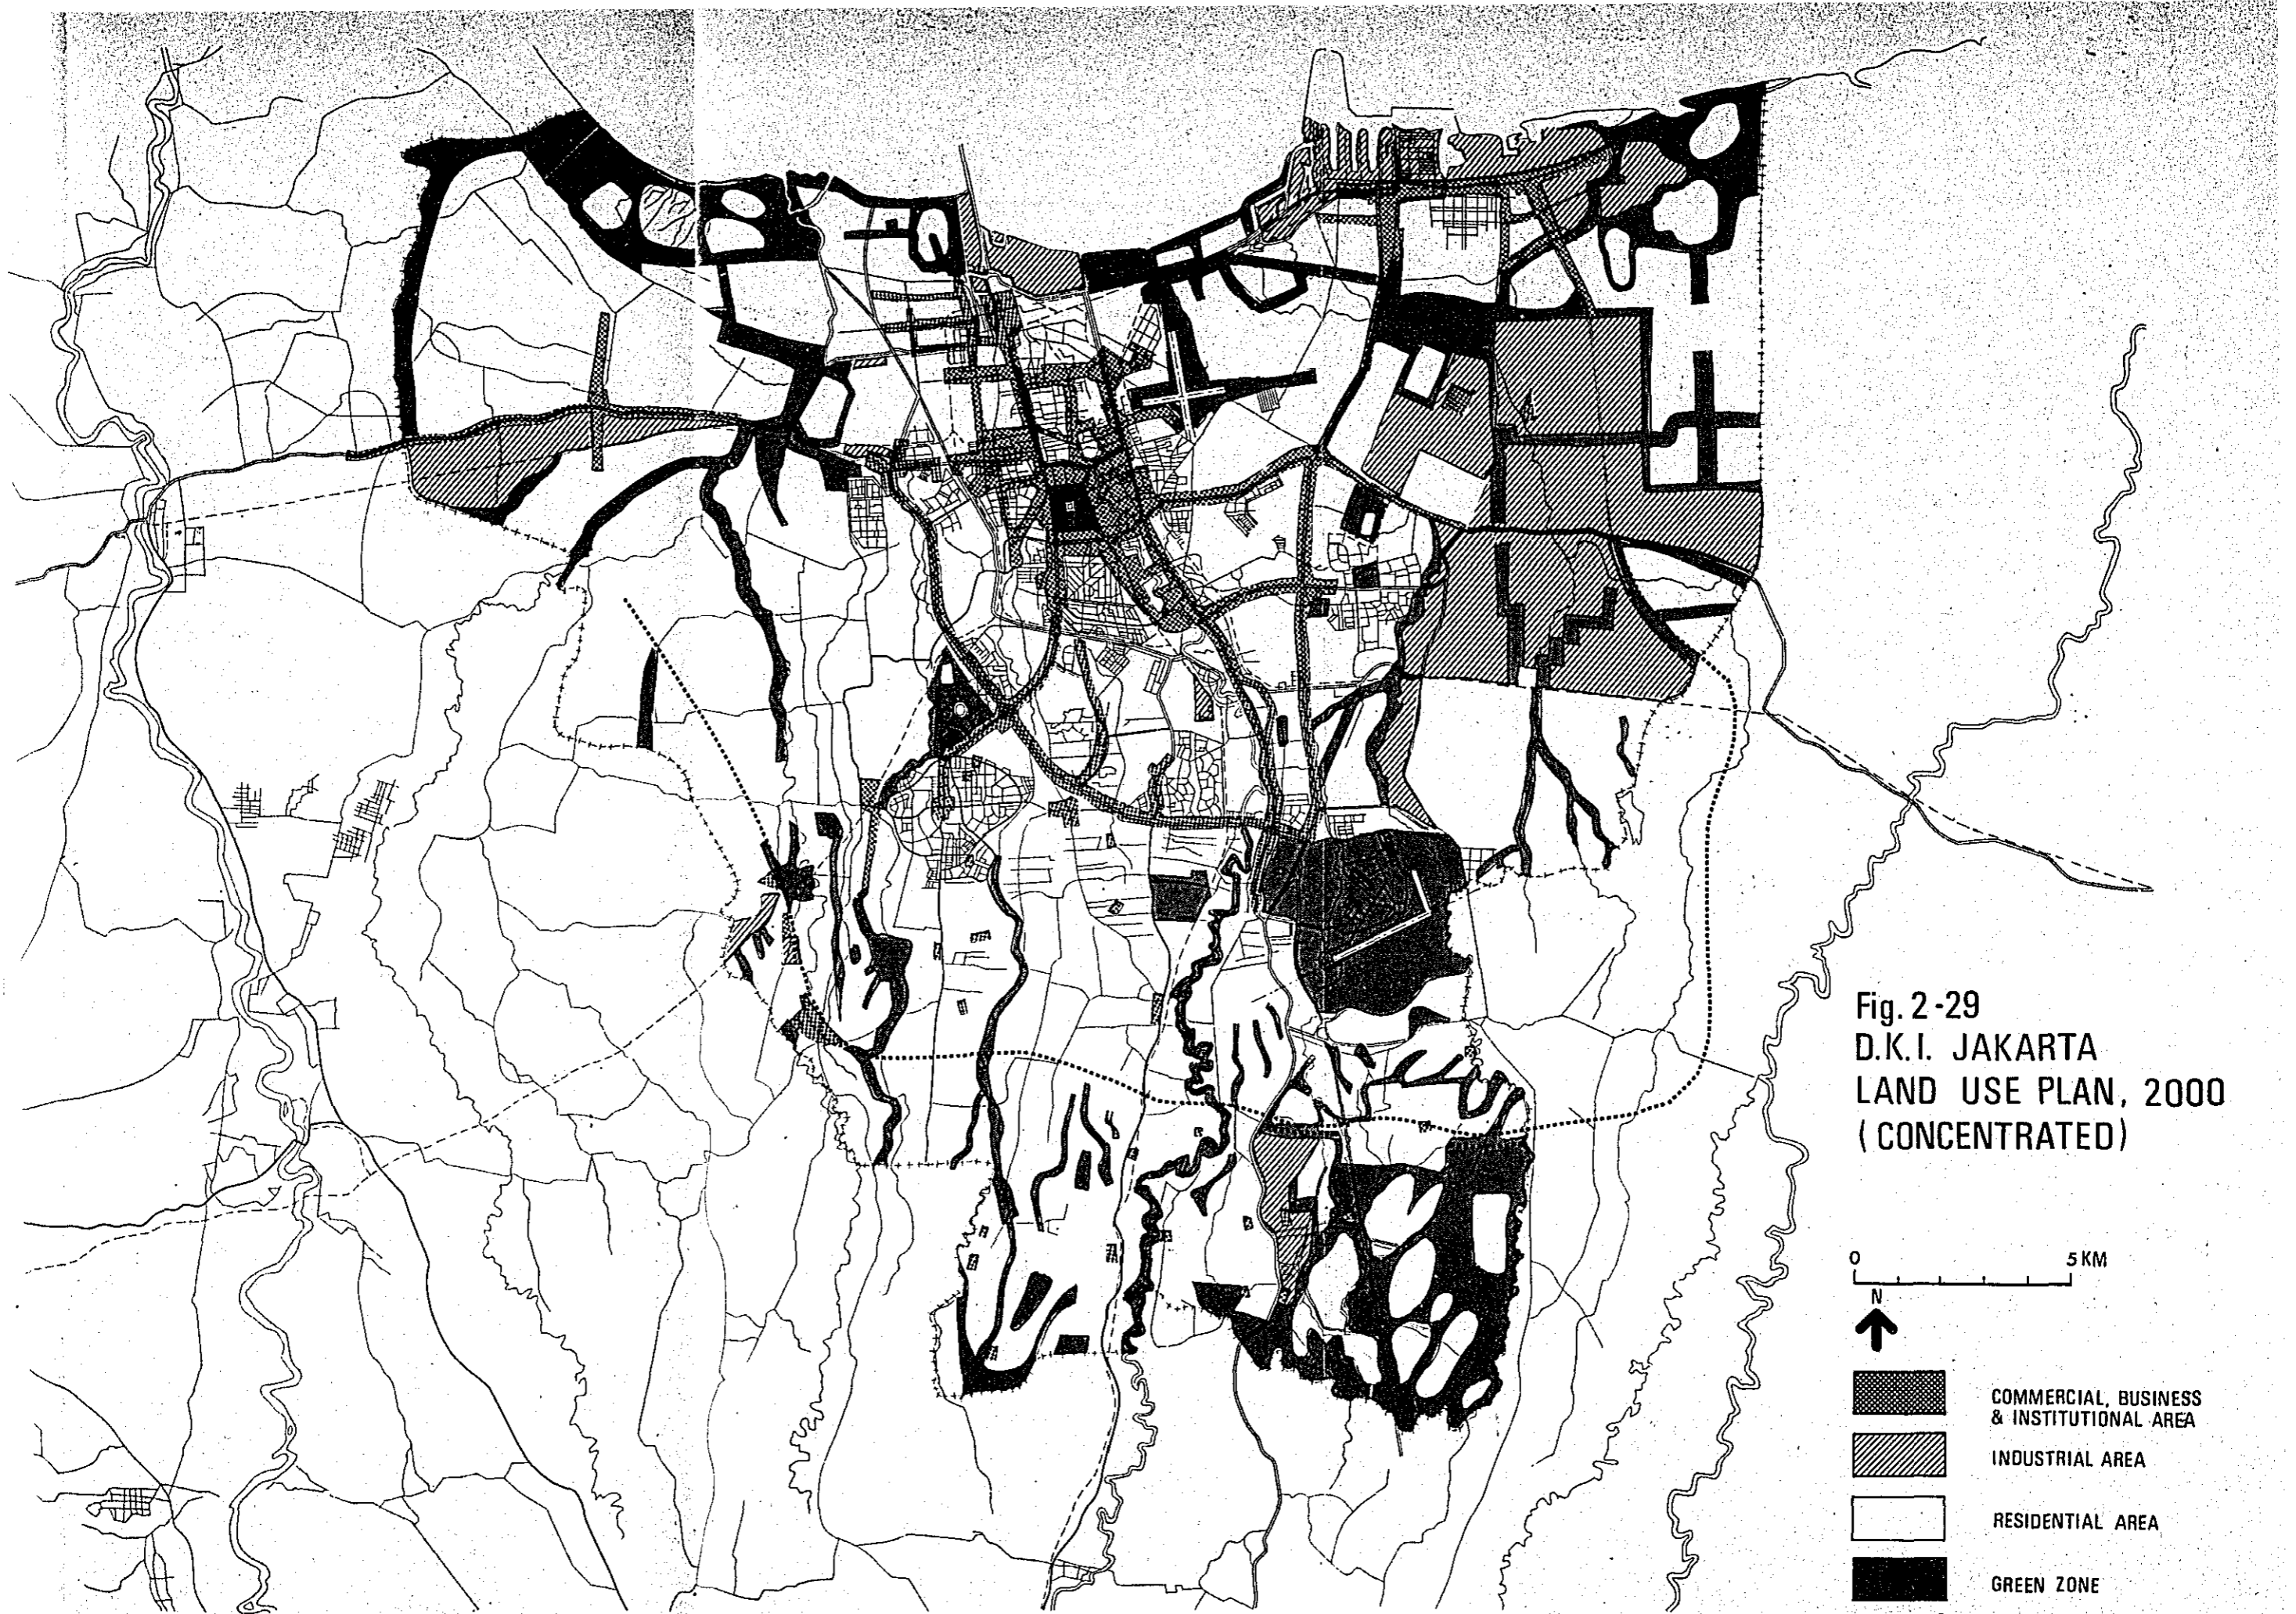 Fig. 2-29
D.K.I. JAKARTA
LAND USE PLAN, 2000
(CONCENTRATED)
0 5 KM
N
COMMERCIAL, BUSINESS
& INSTITUTIONAL AREA
INDUSTRIAL AREA
RESIDENTIAL AREA
GREEN ZONE